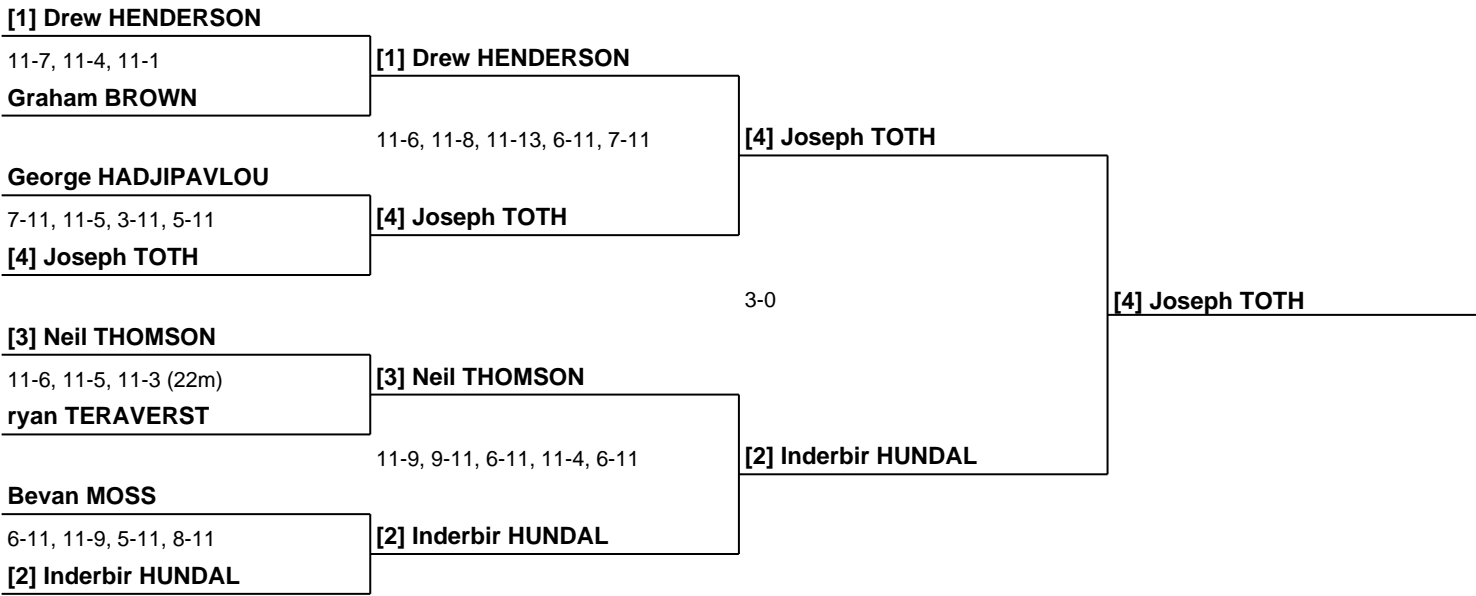 [1] Drew HENDERSON
11-7, 11-4, 11-1
Graham BROWN
[1] Drew HENDERSON
11-6, 11-8, 11-13, 6-11, 7-11
George HADJIPAVLOU
7-11, 11-5, 3-11, 5-11
[4] Joseph TOTH
[4] Joseph TOTH
[4] Joseph TOTH
3-0
[4] Joseph TOTH
[3] Neil THOMSON
11-6, 11-5, 11-3 (22m)
ryan TERAVERST
[3] Neil THOMSON
11-9, 9-11, 6-11, 11-4, 6-11
[2] Inderbir HUNDAL
Bevan MOSS
6-11, 11-9, 5-11, 8-11
[2] Inderbir HUNDAL
[2] Inderbir HUNDAL